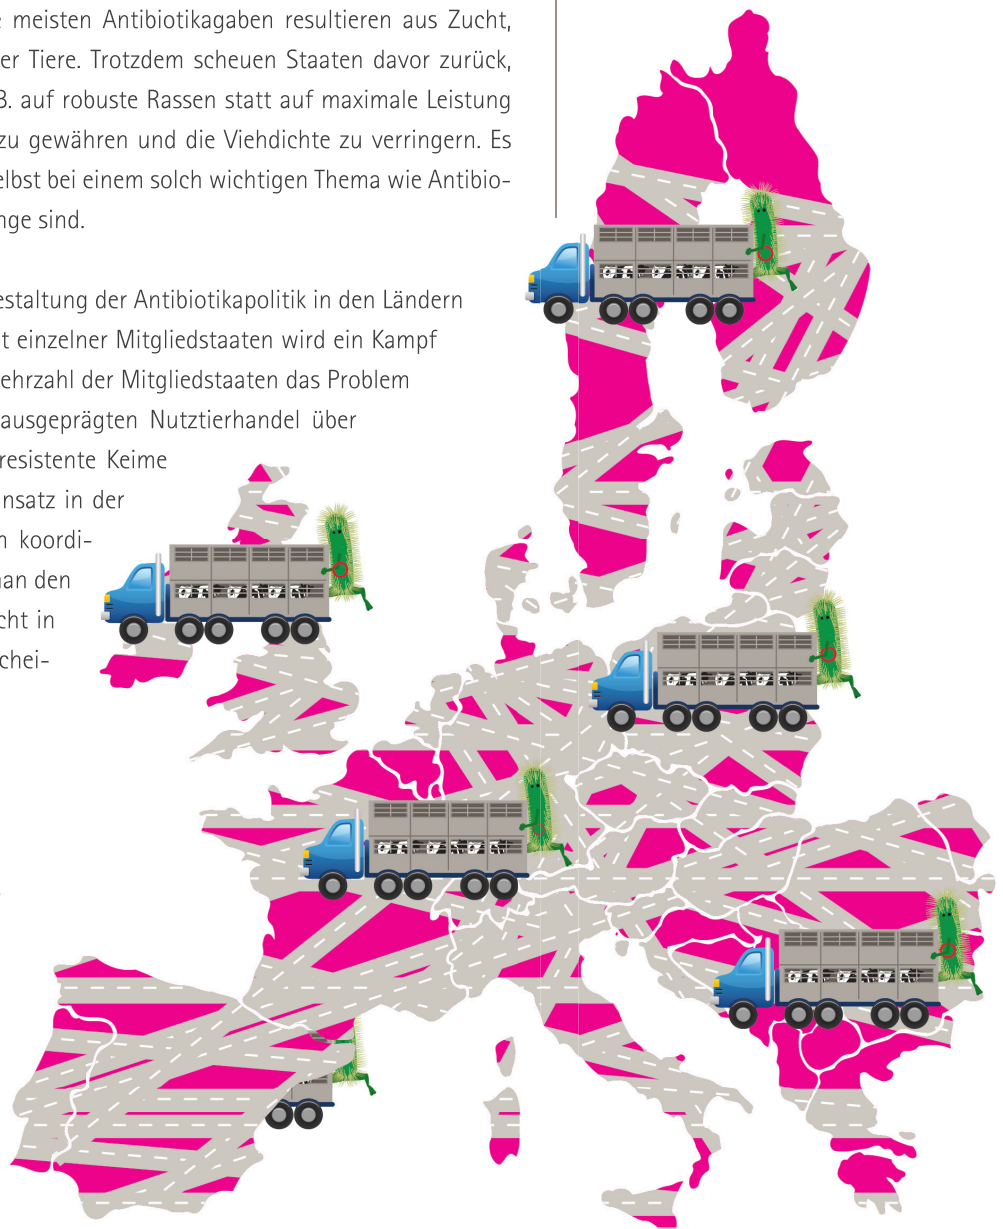 meisten Antibiotikagaben resultieren aus Zucht,
er Tiere. Trotzdem scheuen Staaten davor zurück,
B. auf robuste Rassen statt auf maximale Leistung
zu gewähren und die Viehdichte zu verringern. Es
elbst bei einem solch wichtigen Thema wie Antibio-
nge sind.
estaltung der Antibiotikapolitik in den Ländern
t einzelner Mitgliedstaaten wird ein Kampf
ehrzahl der Mitgliedstaaten das Problem
ausgeprägten Nutztierhandel über
resistente Keime
nsatz in der
koordi-
an den
cht in
chei-